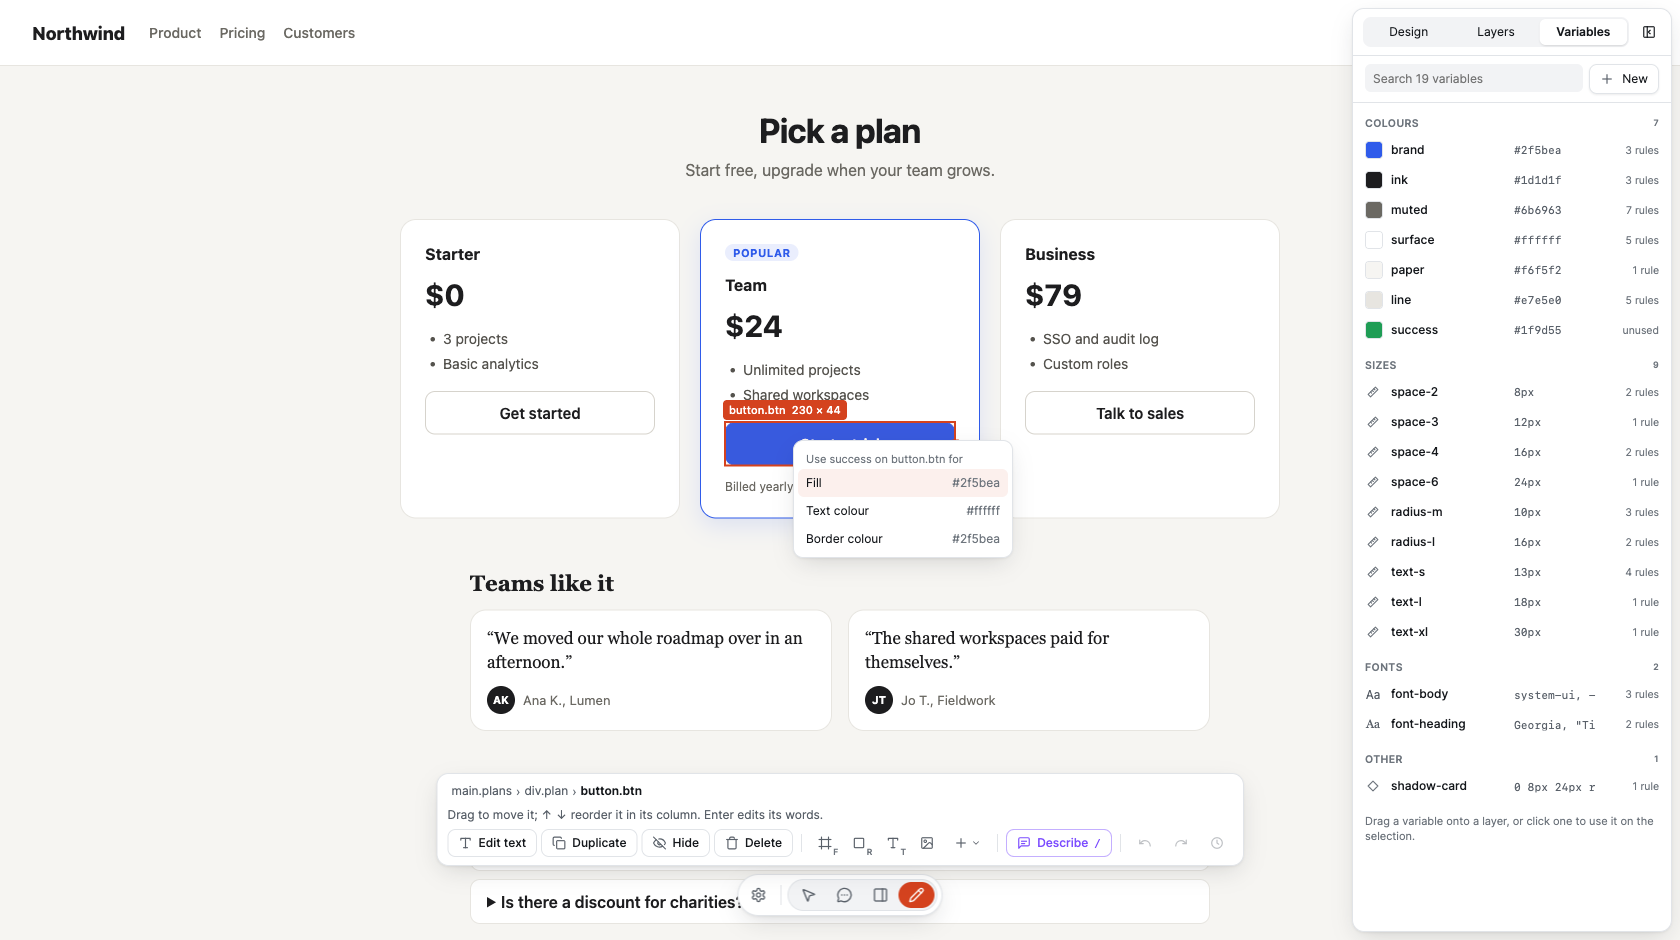 Northwind Product Pricing Customers
Pick a plan
Start free, upgrade when your team grows.
Starter
$0
• 3 projects
• Basic analytics
Get started
POPULAR
Team
$24
• Unlimited projects
• Shared workspaces
button.btn 230 × 44
Billed yearly
Use success on button.btn for
Fill #2f5bea
Text colour #ffffff
Border colour #2f5bea
Business
$79
• SSO and audit log
• Custom roles
Talk to sales
Teams like it
“We moved our whole roadmap over in an
afternoon.”
AK Ana K., Lumen
“The shared workspaces paid for
themselves.”
JT Jo T., Fieldwork
main.plans › div.plan › button.btn
Drag to move it; ↑ ↓ reorder it in its column. Enter edits its words.
Edit text Duplicate Hide Delete F R T + Describe /
▶ Is there a discount for charities?
Design Layers Variables
Search 19 variables + New
COLOURS 7
brand #2f5bea 3 rules
ink #1d1d1f 3 rules
muted #6b6963 7 rules
surface #ffffff 5 rules
paper #f6f5f2 1 rule
line #e7e5e0 5 rules
success #1f9d55 unused
SIZES 9
space-2 8px 2 rules
space-3 12px 1 rule
space-4 16px 2 rules
space-6 24px 1 rule
radius-m 10px 3 rules
radius-l 16px 2 rules
text-s 13px 4 rules
text-l 18px 1 rule
text-xl 30px 1 rule
FONTS 2
Aa font-body system-ui, - 3 rules
Aa font-heading Georgia, "Ti 2 rules
OTHER 1
shadow-card 0 8px 24px r 1 rule
Drag a variable onto a layer, or click one to use it on the
selection.